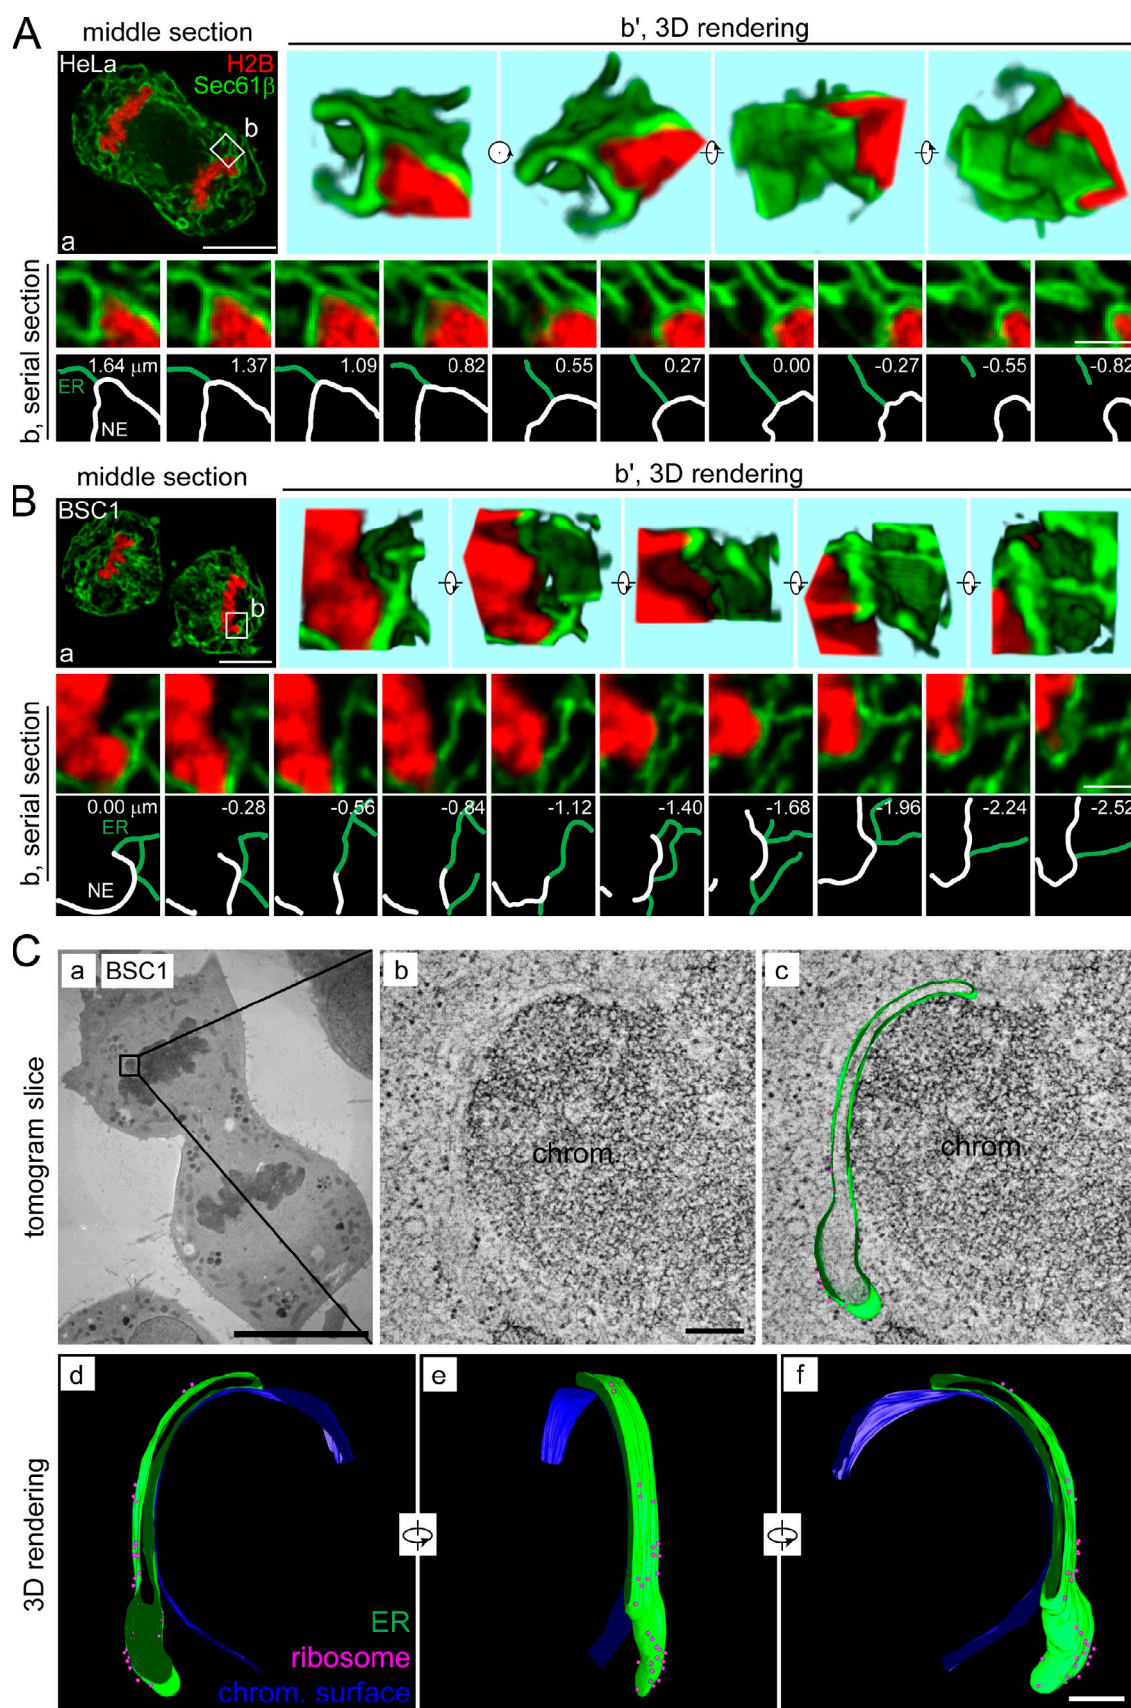 A
middle section
b', 3D rendering
HeLa
H2B
Sec61β
b
a
b, serial section
1.64 μm
1.37
1.09
0.82
0.55
0.27
0.00
-0.27
-0.55
-0.82
ER
NE
B
middle section
b', 3D rendering
BSC1
b
a
b, serial section
0.00 μm
-0.28
-0.56
-0.84
-1.12
-1.40
-1.68
-1.96
-2.24
-2.52
ER
NE
C
tomogram slice
a
BSC1
b
chrom.
c
chrom.
3D rendering
d
e
f
ER
ribosome
chrom. surface